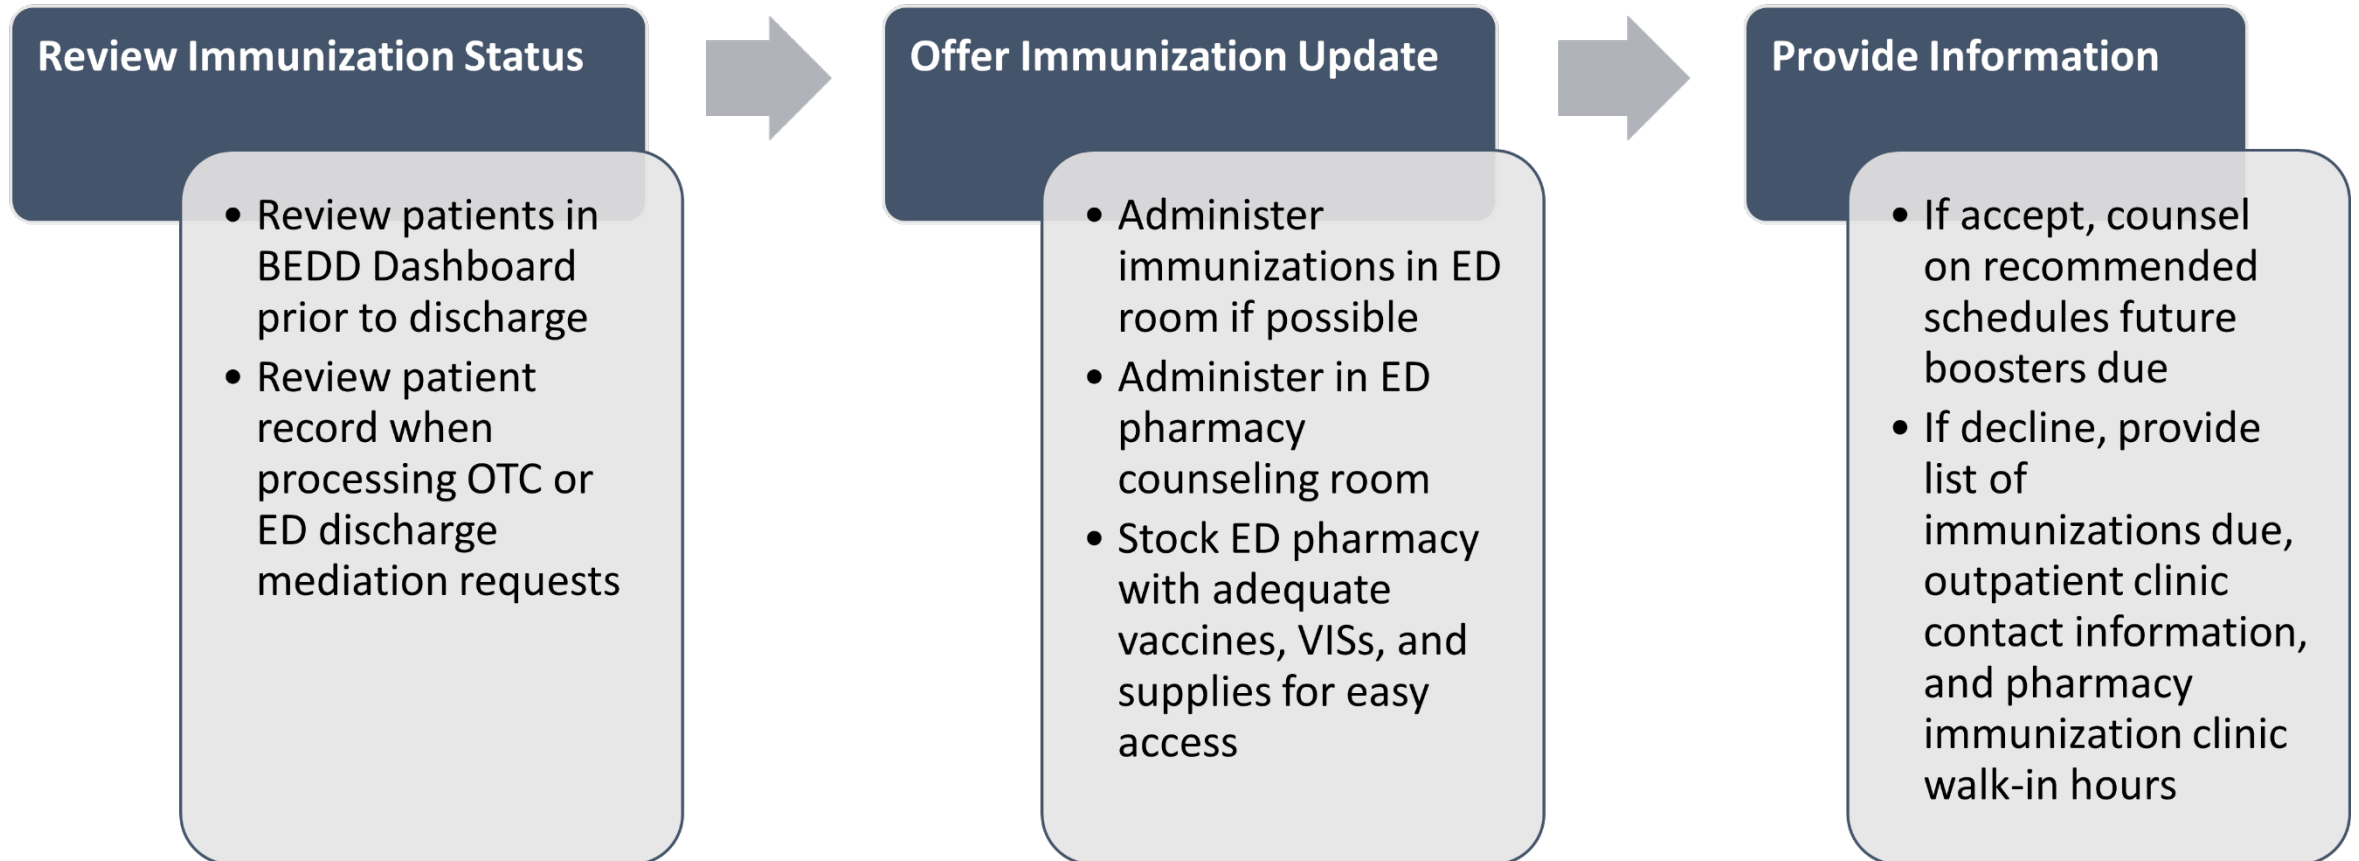 Review Immunization Status
• Review patients in
BEDD Dashboard
prior to discharge
• Review patient
record when
processing OTC or
ED discharge
mediation requests
Offer Immunization Update
• Administer
immunizations in ED
room if possible
• Administer in ED
pharmacy
counseling room
• Stock ED pharmacy
with adequate
vaccines, VISs, and
supplies for easy
access
Provide Information
• If accept, counsel
on recommended
schedules future
boosters due
• If decline, provide
list of
immunizations due,
outpatient clinic
contact information,
and pharmacy
immunization clinic
walk-in hours